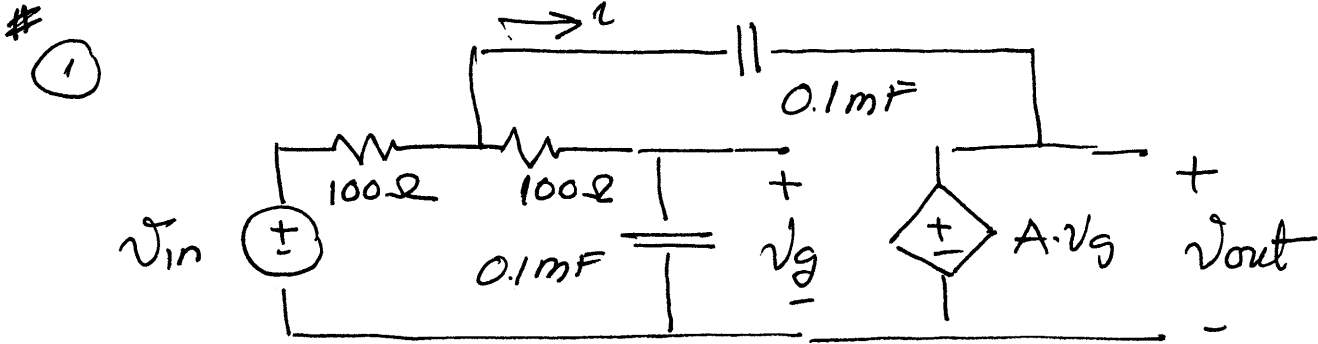 #
1
i
0.1mF
100Ω 100Ω
+
+
+ - + -
Vin 0.1mF Vg A·Vg Vout
- -